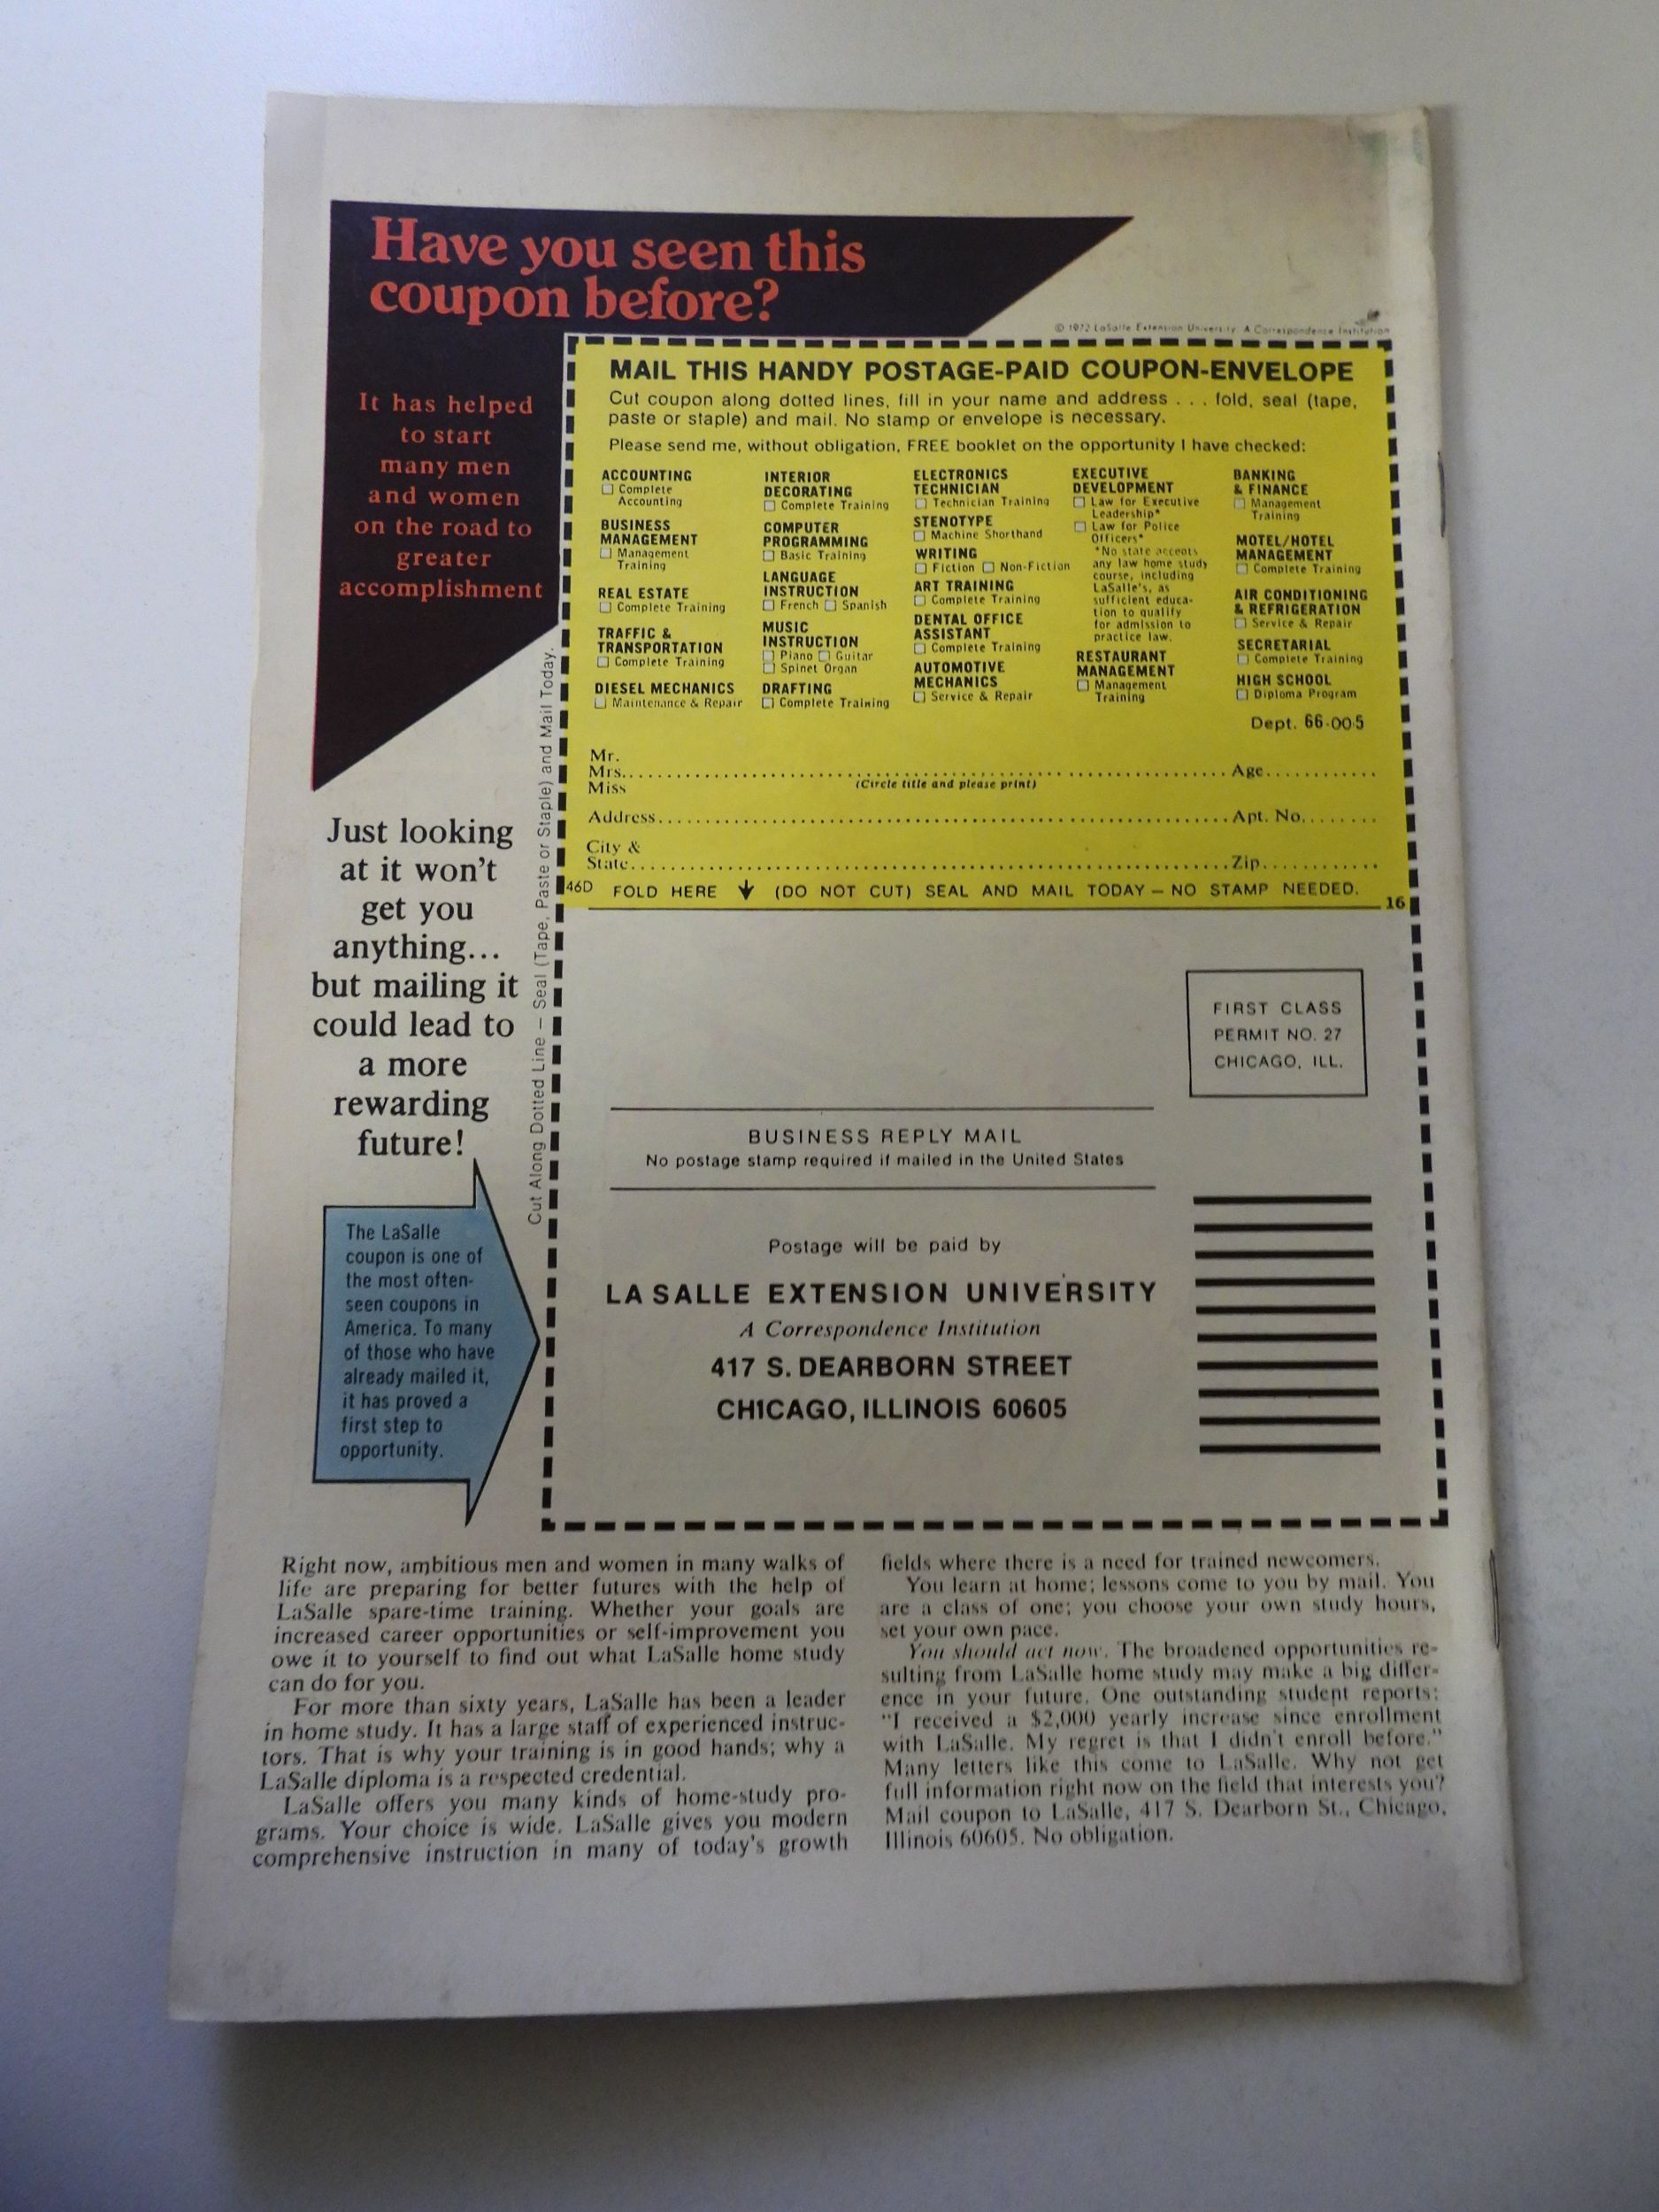 Have you seen this
coupon before?
It has helped
to start
many men
and women
on the road to
greater
accomplishment
© 1972 LaSalle Extension University A Correspondence Institution
MAIL THIS HANDY POSTAGE-PAID COUPON-ENVELOPE
Cut coupon along dotted lines, fill in your name and address . . . fold, seal (tape,
paste or staple) and mail. No stamp or envelope is necessary.
Please send me, without obligation, FREE booklet on the opportunity I have checked:
ACCOUNTING
☐ Complete
Accounting
BUSINESS
MANAGEMENT
☐ Management
Training
REAL ESTATE
☐ Complete Training
TRAFFIC &
TRANSPORTATION
☐ Complete Training
DIESEL MECHANICS
☐ Maintenance & Repair
INTERIOR
DECORATING
☐ Complete Training
COMPUTER
PROGRAMMING
☐ Basic Training
LANGUAGE
INSTRUCTION
☐ French ☐ Spanish
MUSIC
INSTRUCTION
☐ Piano ☐ Guitar
☐ Spinet Organ
DRAFTING
☐ Complete Training
ELECTRONICS
TECHNICIAN
☐ Technician Training
STENOTYPE
☐ Machine Shorthand
WRITING
☐ Fiction ☐ Non-Fiction
ART TRAINING
☐ Complete Training
DENTAL OFFICE
ASSISTANT
☐ Complete Training
AUTOMOTIVE
MECHANICS
☐ Service & Repair
EXECUTIVE
DEVELOPMENT
☐ Law for Executive
Leadership*
☐ Law for Police
Officers*
*No state accepts
any law home study
course, including
LaSalle's, as
sufficient educa-
tion to qualify
for admission to
practice law.
RESTAURANT
MANAGEMENT
☐ Management
Training
BANKING
& FINANCE
☐ Management
Training
MOTEL/HOTEL
MANAGEMENT
☐ Complete Training
AIR CONDITIONING
& REFRIGERATION
☐ Service & Repair
SECRETARIAL
☐ Complete Training
HIGH SCHOOL
☐ Diploma Program
Dept. 66-005
Mr.
Mrs. Age
Miss (Circle title and please print)
Address Apt. No.
City &
State Zip
46D FOLD HERE ↓ (DO NOT CUT) SEAL AND MAIL TODAY – NO STAMP NEEDED.
16
Cut Along Dotted Line – Seal (Tape, Paste or Staple) and Mail Today.
Just looking
at it won't
get you
anything...
but mailing it
could lead to
a more
rewarding
future!
FIRST CLASS
PERMIT NO. 27
CHICAGO, ILL.
BUSINESS REPLY MAIL
No postage stamp required if mailed in the United States
Postage will be paid by
LA SALLE EXTENSION UNIVERSITY
A Correspondence Institution
417 S. DEARBORN STREET
CHICAGO, ILLINOIS 60605
The LaSalle
coupon is one of
the most often-
seen coupons in
America. To many
of those who have
already mailed it,
it has proved a
first step to
opportunity.
Right now, ambitious men and women in many walks of
life are preparing for better futures with the help of
LaSalle spare-time training. Whether your goals are
increased career opportunities or self-improvement you
owe it to yourself to find out what LaSalle home study
can do for you.
For more than sixty years, LaSalle has been a leader
in home study. It has a large staff of experienced instruc-
tors. That is why your training is in good hands; why a
LaSalle diploma is a respected credential.
LaSalle offers you many kinds of home-study pro-
grams. Your choice is wide. LaSalle gives you modern
comprehensive instruction in many of today's growth
fields where there is a need for trained newcomers.
You learn at home; lessons come to you by mail. You
are a class of one; you choose your own study hours,
set your own pace.
You should act now. The broadened opportunities re-
sulting from LaSalle home study may make a big differ-
ence in your future. One outstanding student reports:
"I received a $2,000 yearly increase since enrollment
with LaSalle. My regret is that I didn't enroll before."
Many letters like this come to LaSalle. Why not get
full information right now on the field that interests you?
Mail coupon to LaSalle, 417 S. Dearborn St., Chicago,
Illinois 60605. No obligation.